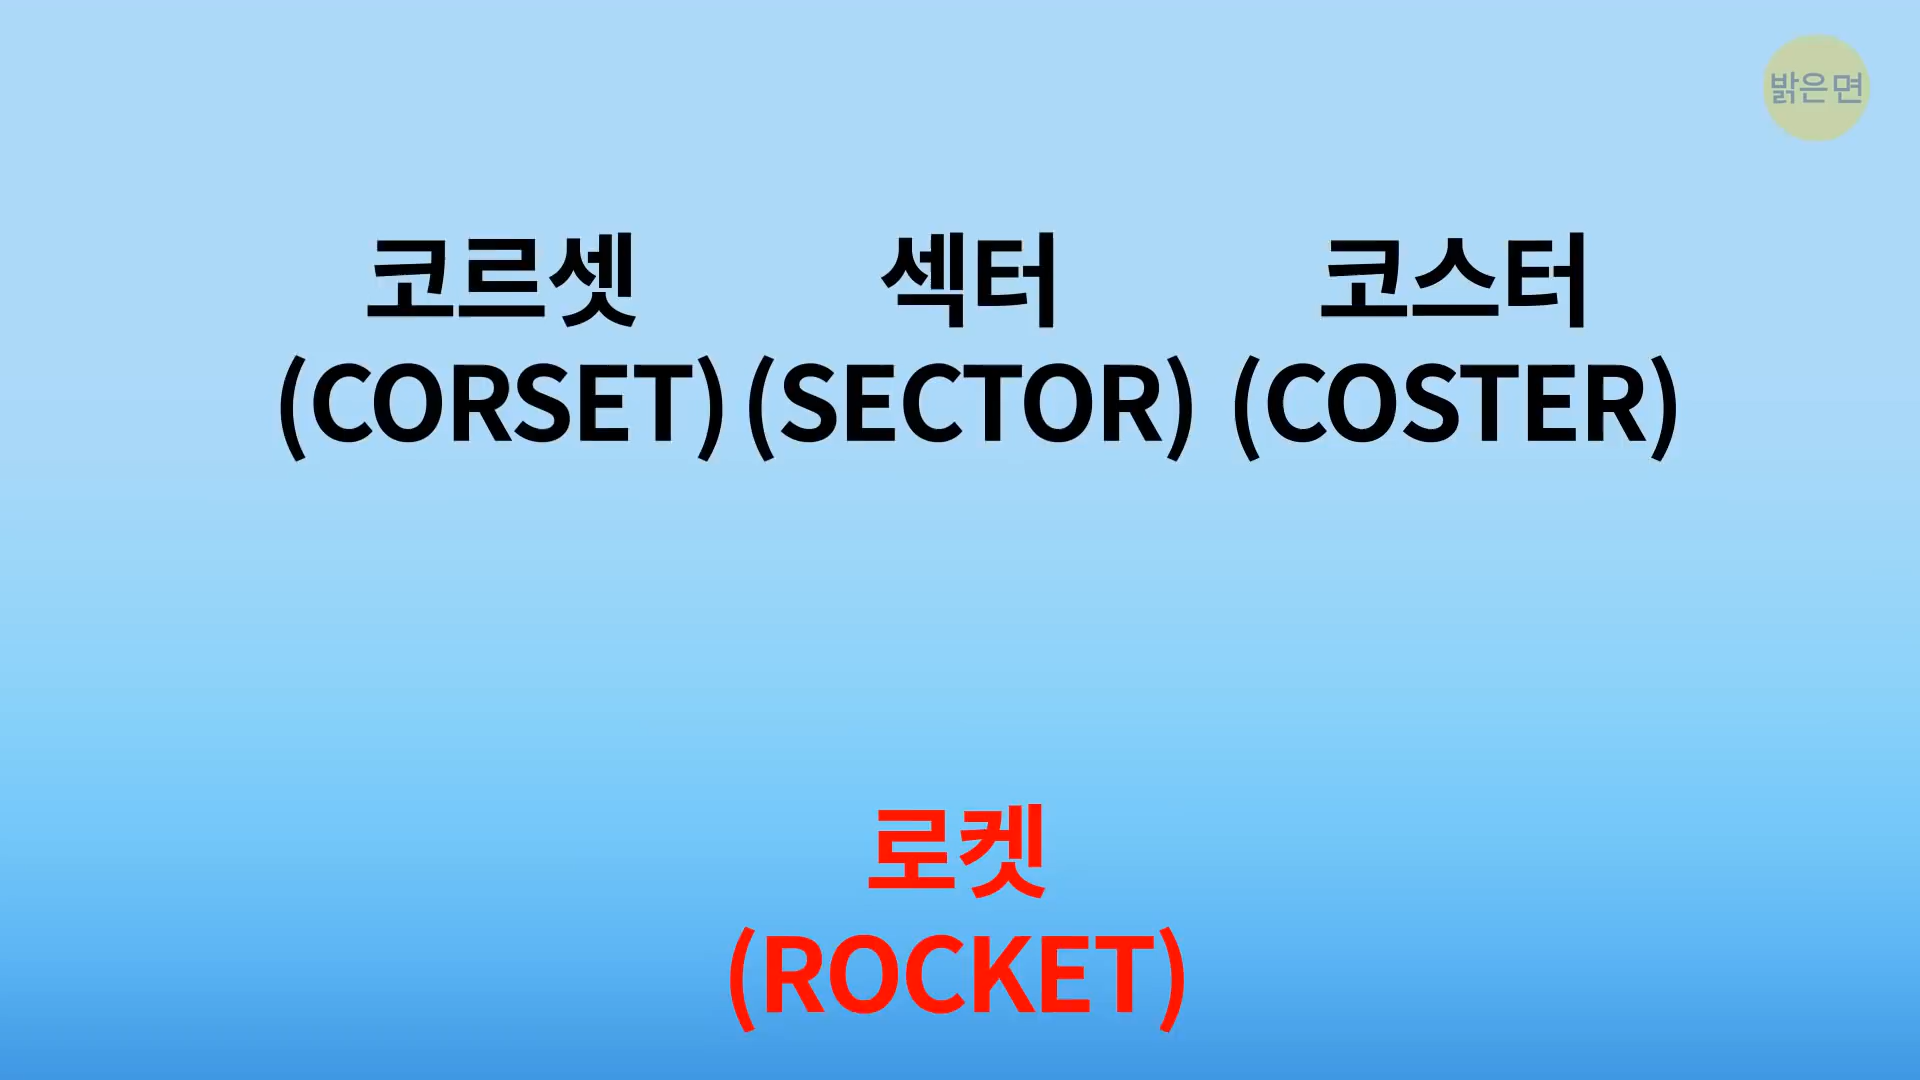 밝은면
코르셋 섹터 코스터
(CORSET) (SECTOR) (COSTER)
로켓
(ROCKET)